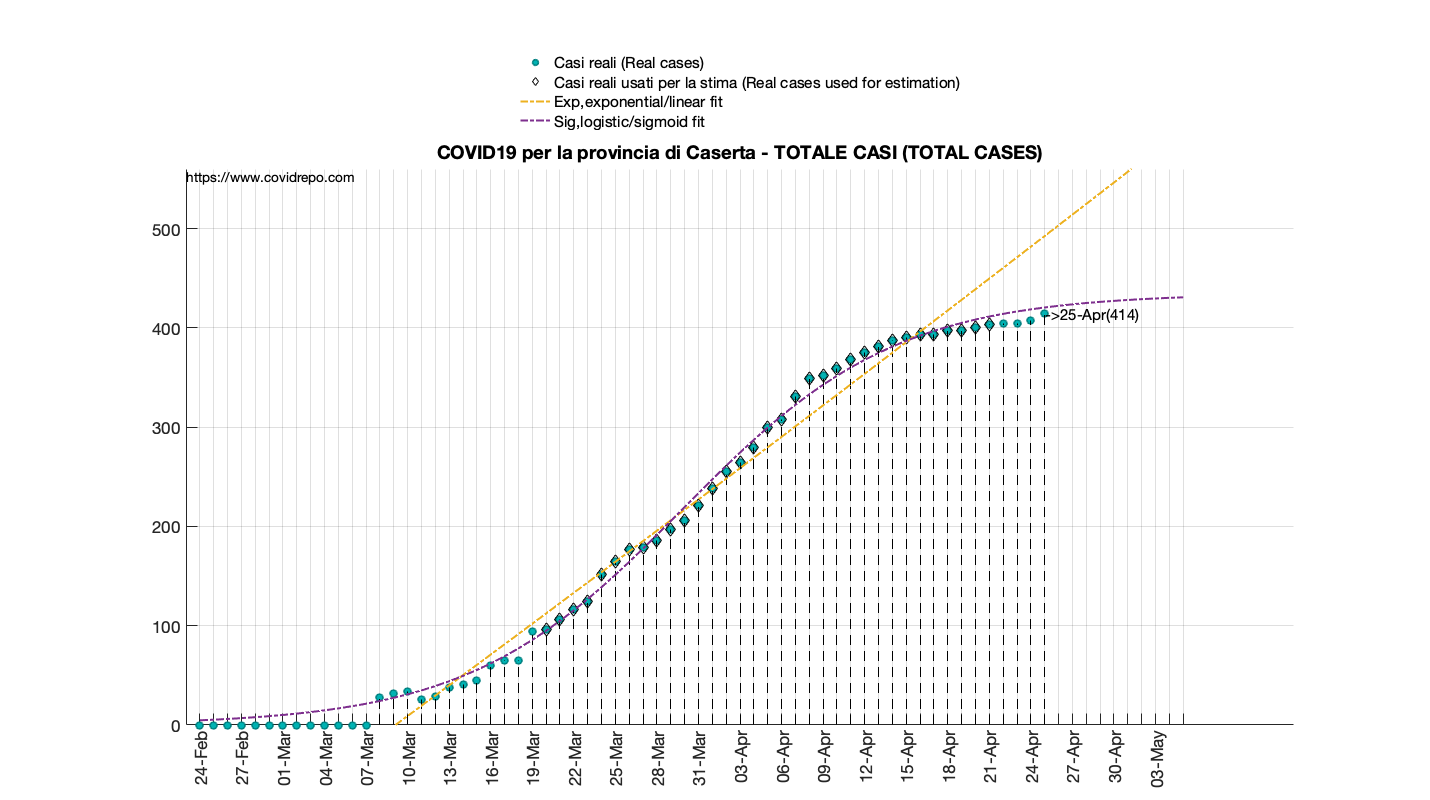 Casi reali (Real cases)
Casi reali usati per la stima (Real cases used for estimation)
Exp,exponential/linear fit
Sig,logistic/sigmoid fit
COVID19 per la provincia di Caserta - TOTALE CASI (TOTAL CASES)
https://www.covidrepo.com
500
400
->25-Apr(414)
300
200
100
0
24-Feb
27-Feb
01-Mar
04-Mar
07-Mar
10-Mar
13-Mar
16-Mar
19-Mar
22-Mar
25-Mar
28-Mar
31-Mar
03-Apr
06-Apr
09-Apr
12-Apr
15-Apr
18-Apr
21-Apr
24-Apr
27-Apr
30-Apr
03-May